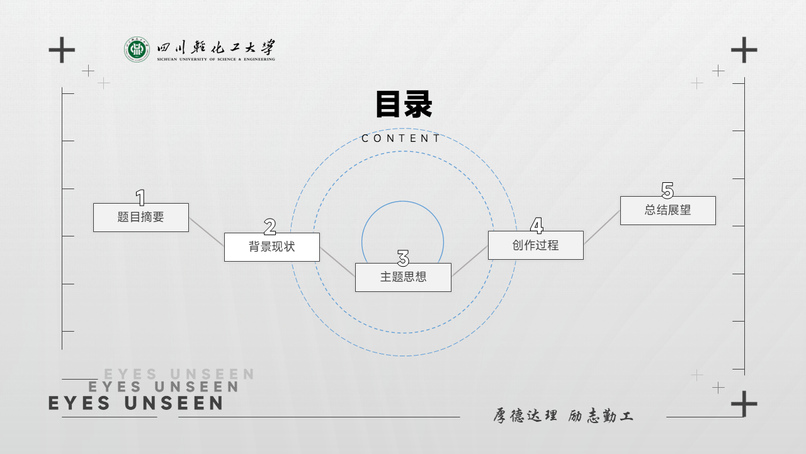 四川轻化工大学
SICHUAN UNIVERSITY OF SCIENCE & ENGINEERING
目录
CONTENT
1
题目摘要
2
背景现状
3
主题思想
4
创作过程
5
总结展望
EYES UNSEEN
EYES UNSEEN
EYES UNSEEN
厚德达理 励志勤工